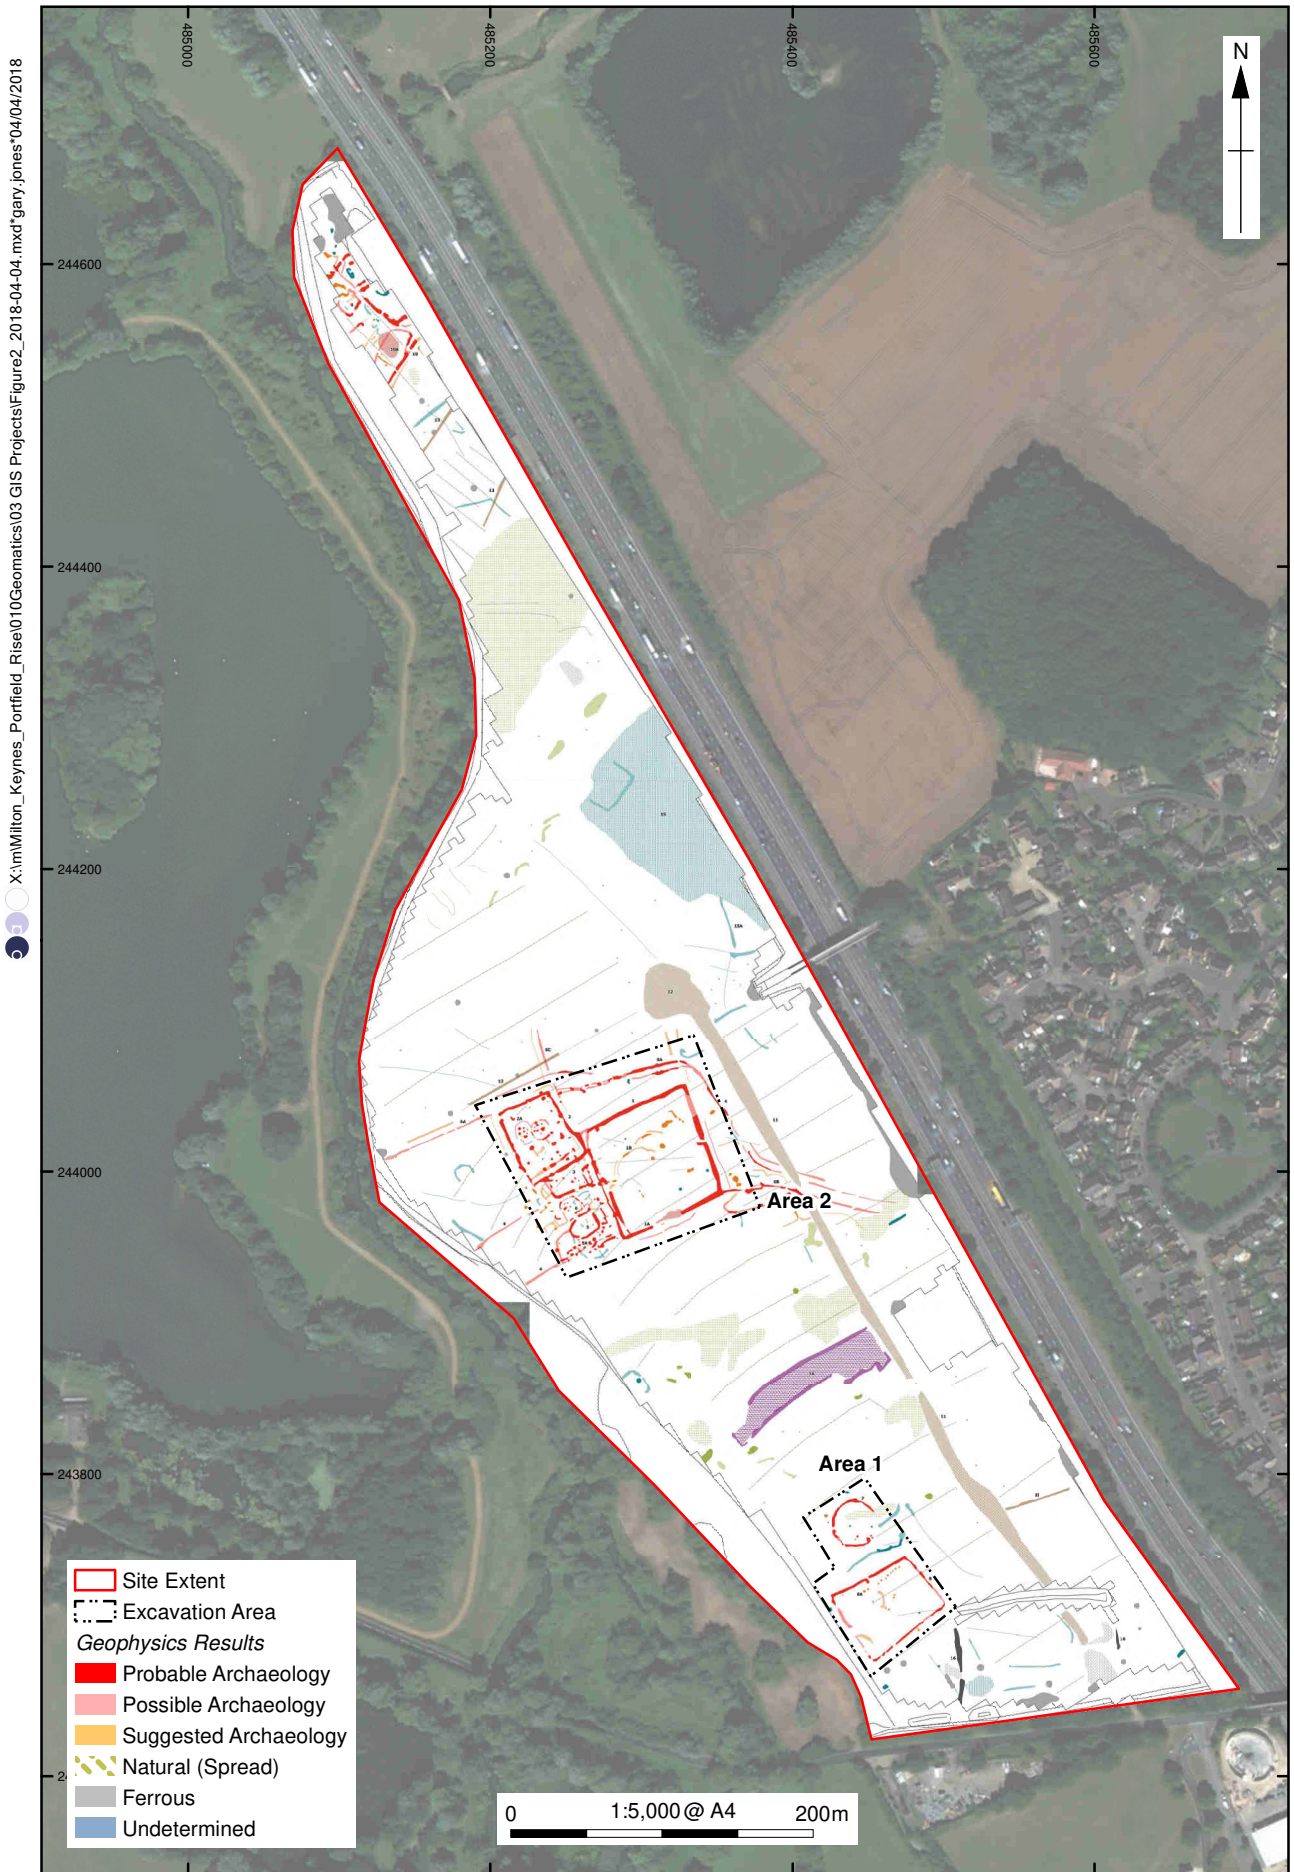 X:\m\Milton_Keynes_Portfield_Rise\010Geomatics\03 GIS Projects\Figure2_2018-04-04.mxd*gary.jones*04/04/2018
485000
485200
485400
485600
N
244600
244400
244200
244000
243800
Area 2
Area 1
Site Extent
Excavation Area
Geophysics Results
Probable Archaeology
Possible Archaeology
Suggested Archaeology
Natural (Spread)
Ferrous
Undetermined
0
1:5,000 @ A4
200m